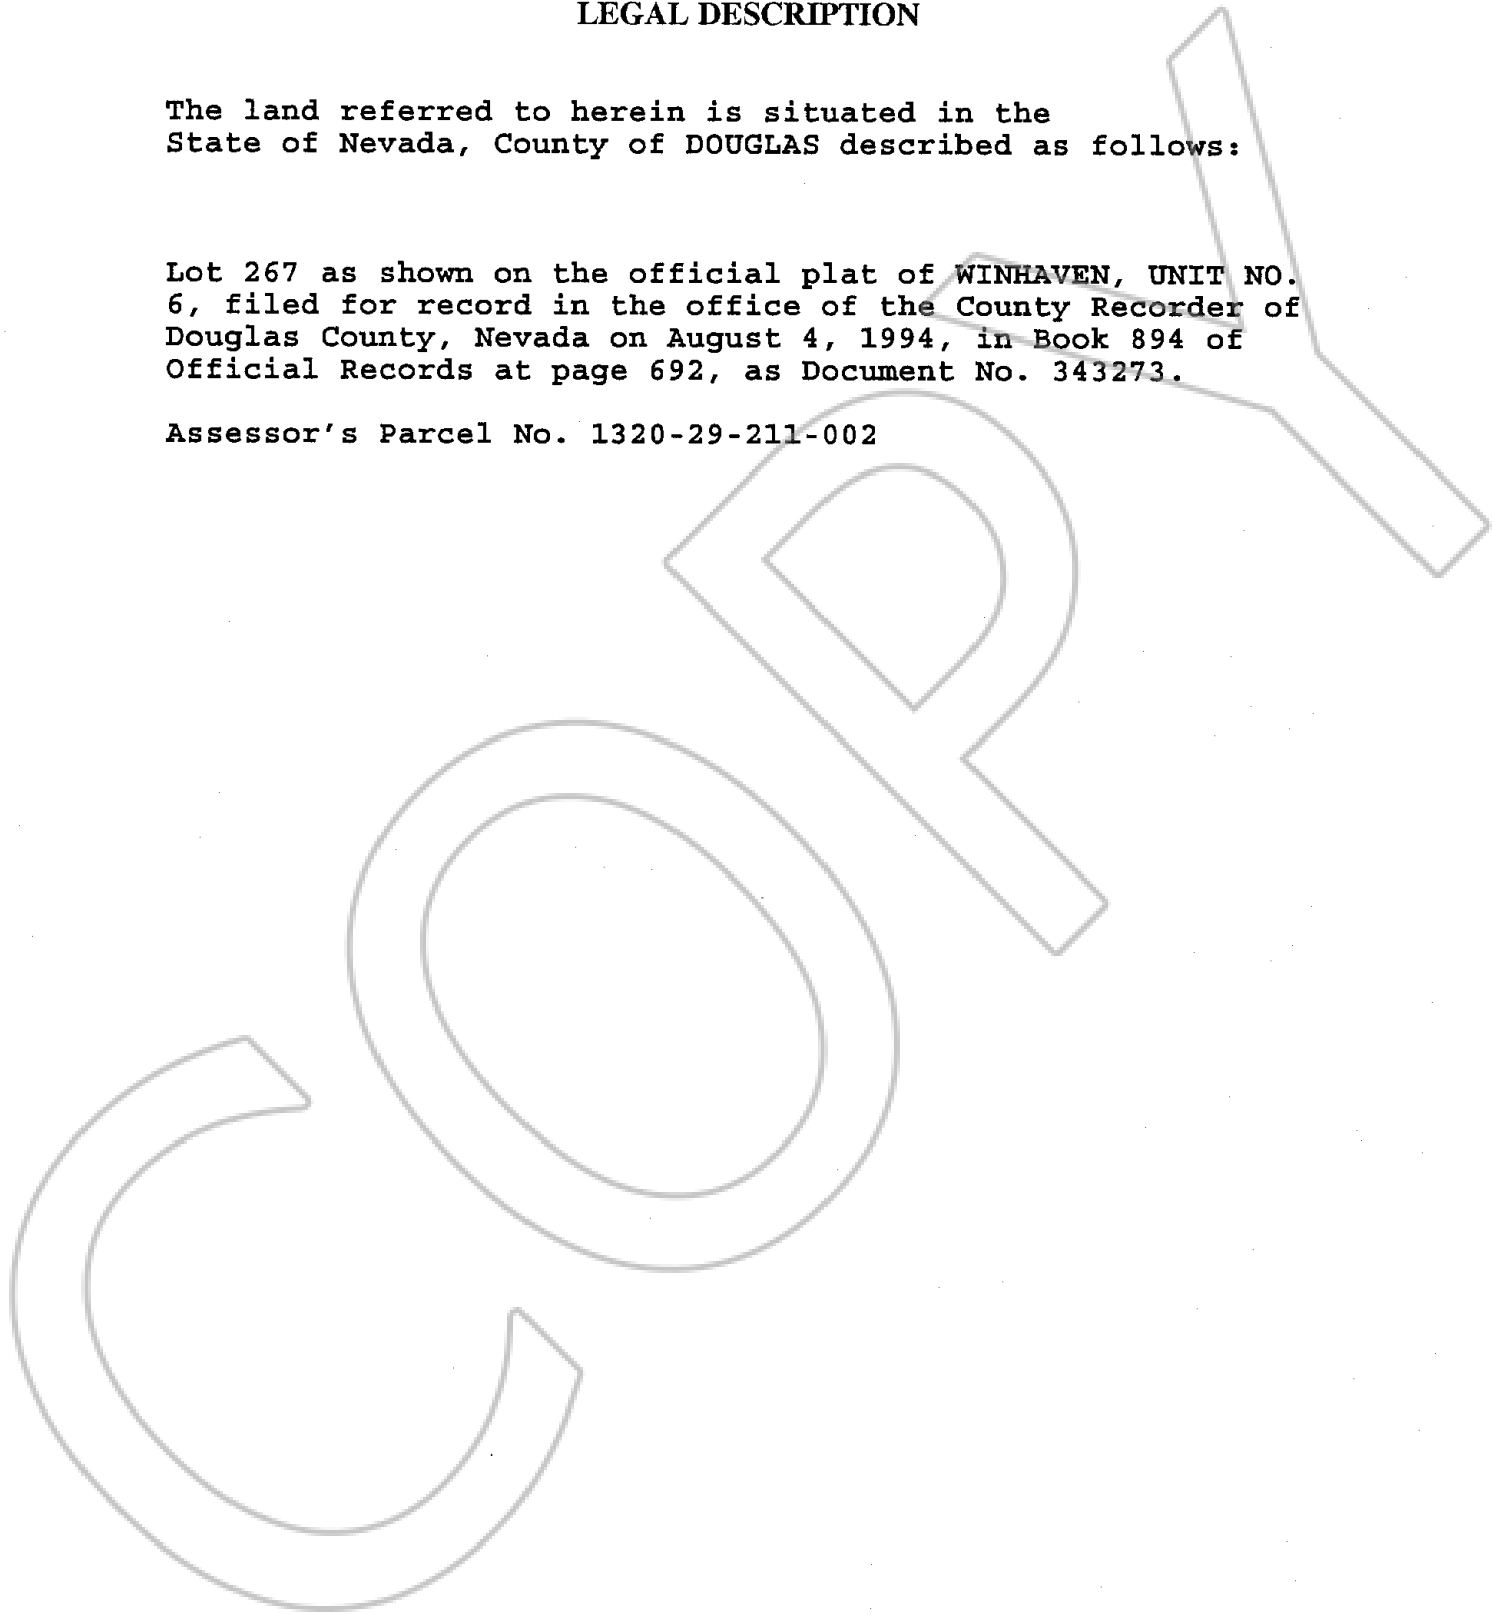 LEGAL DESCRIPTION
The land referred to herein is situated in the
State of Nevada, County of DOUGLAS described as follows:
Lot 267 as shown on the official plat of WINHAVEN, UNIT NO.
6, filed for record in the office of the County Recorder of
Douglas County, Nevada on August 4, 1994, in Book 894 of
Official Records at page 692, as Document No. 343273.
Assessor's Parcel No. 1320-29-211-002
COPY